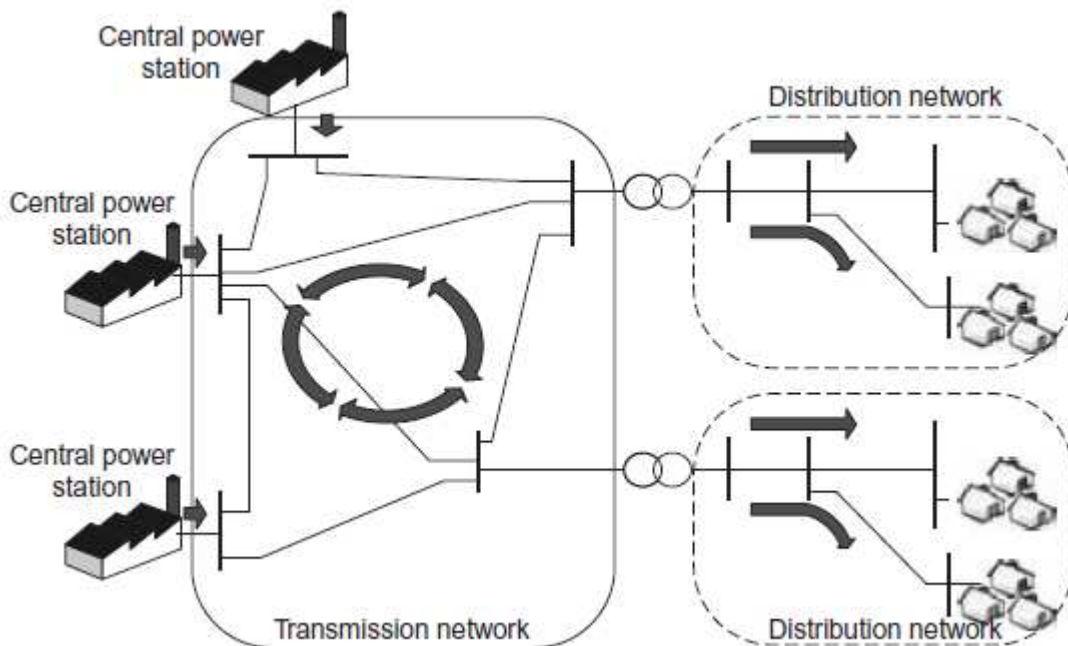 Central power
station
Distribution network
Central power
station
Central power
station
Transmission network
Distribution network